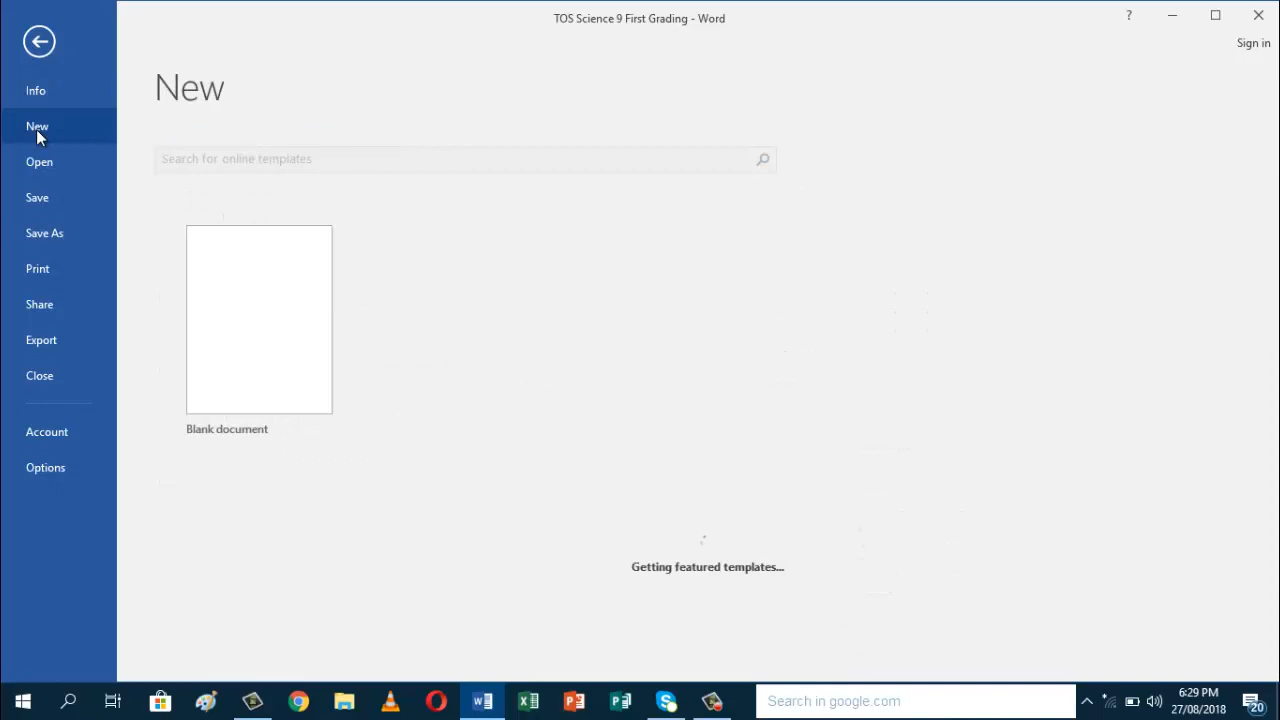 TOS Science 9 First Grading - Word
?
Sign in
Info
New
Open
Save
Save As
Print
Share
Export
Close
Account
Options
New
Search for online templates
Blank document
Getting featured templates...
Search in google.com
6:29 PM
27/08/2018
20